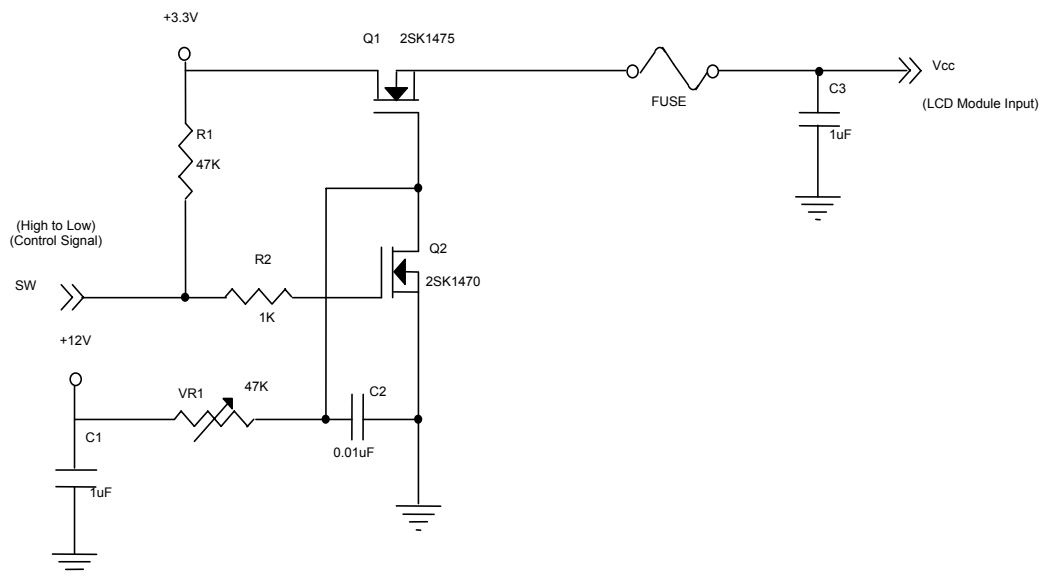 +3.3V
Q1 2SK1475
Vcc
FUSE
C3
(LCD Module Input)
1uF
R1
47K
(High to Low)
(Control Signal)
Q2
R2
SW
2SK1470
1K
+12V
VR1
47K
C2
C1
0.01uF
1uF